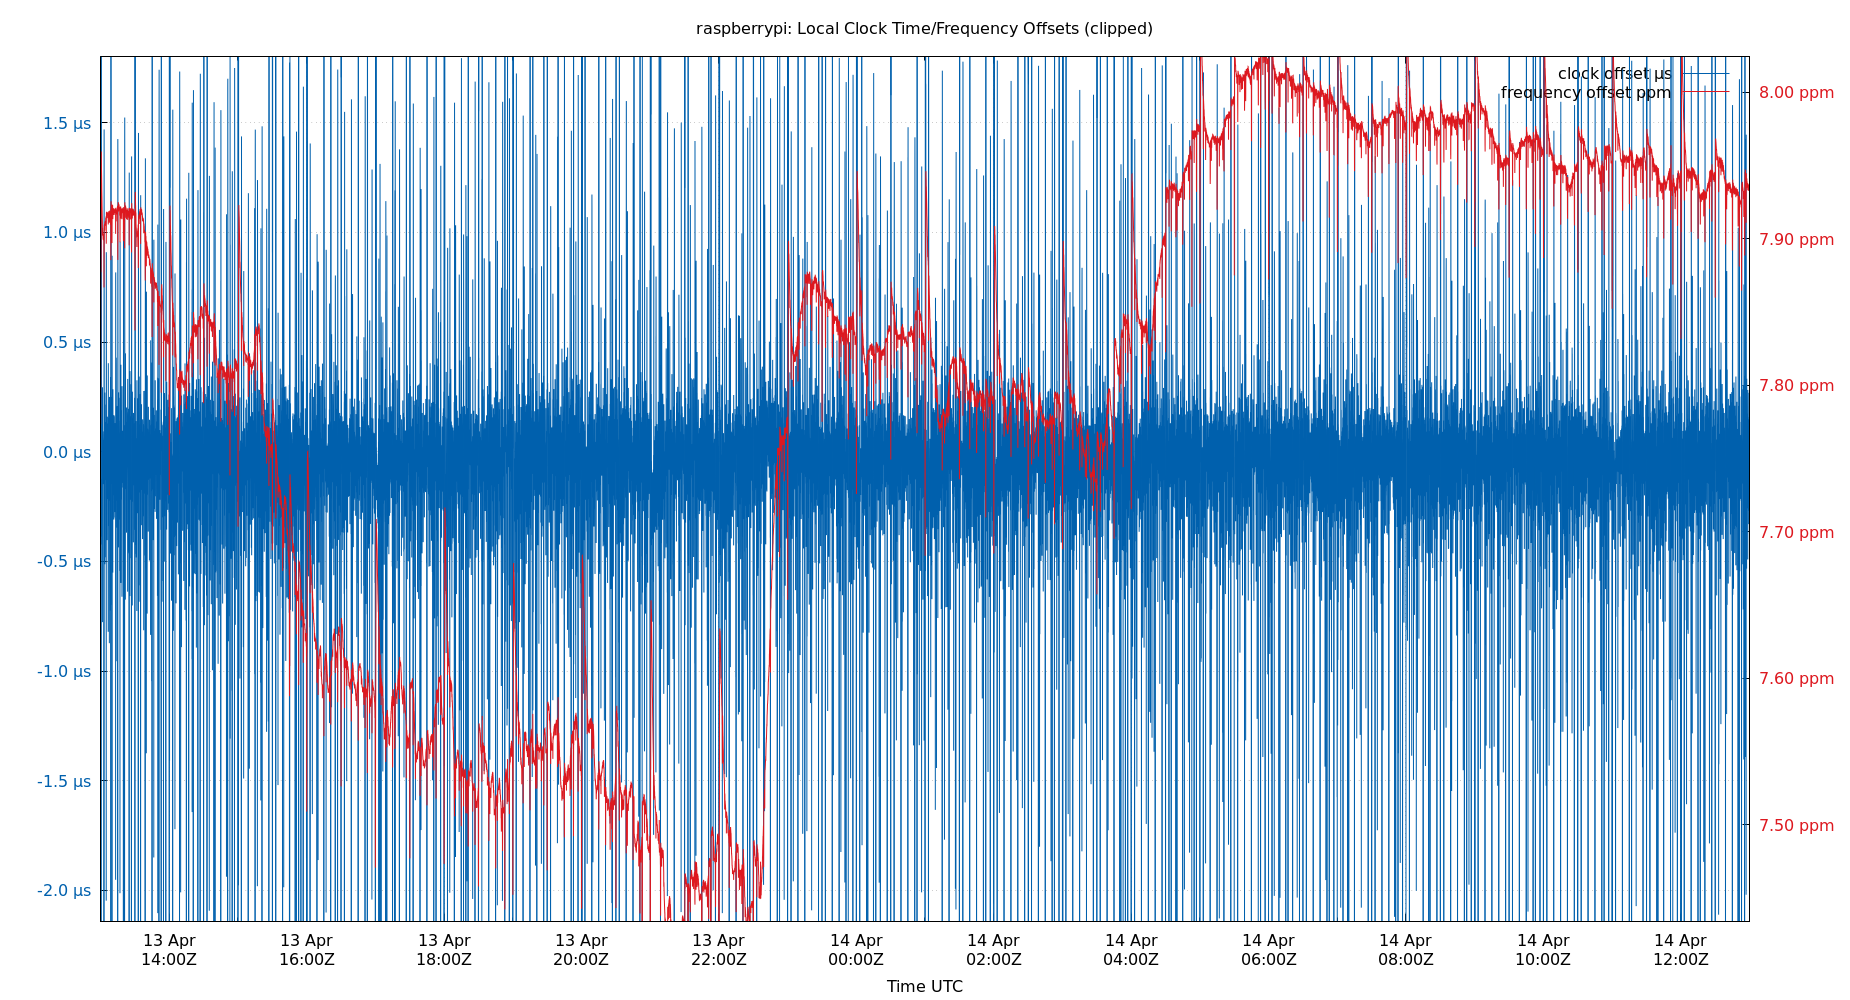 raspberrypi: Local Clock Time/Frequency Offsets (clipped)
clock offset µs
frequency offset ppm
1.5 µs
1.0 µs
0.5 µs
0.0 µs
-0.5 µs
-1.0 µs
-1.5 µs
-2.0 µs
8.00 ppm
7.90 ppm
7.80 ppm
7.70 ppm
7.60 ppm
7.50 ppm
13 Apr 13 Apr 13 Apr 13 Apr 13 Apr 14 Apr 14 Apr 14 Apr 14 Apr 14 Apr 14 Apr 14 Apr
14:00Z 16:00Z 18:00Z 20:00Z 22:00Z 00:00Z 02:00Z 04:00Z 06:00Z 08:00Z 10:00Z 12:00Z
Time UTC